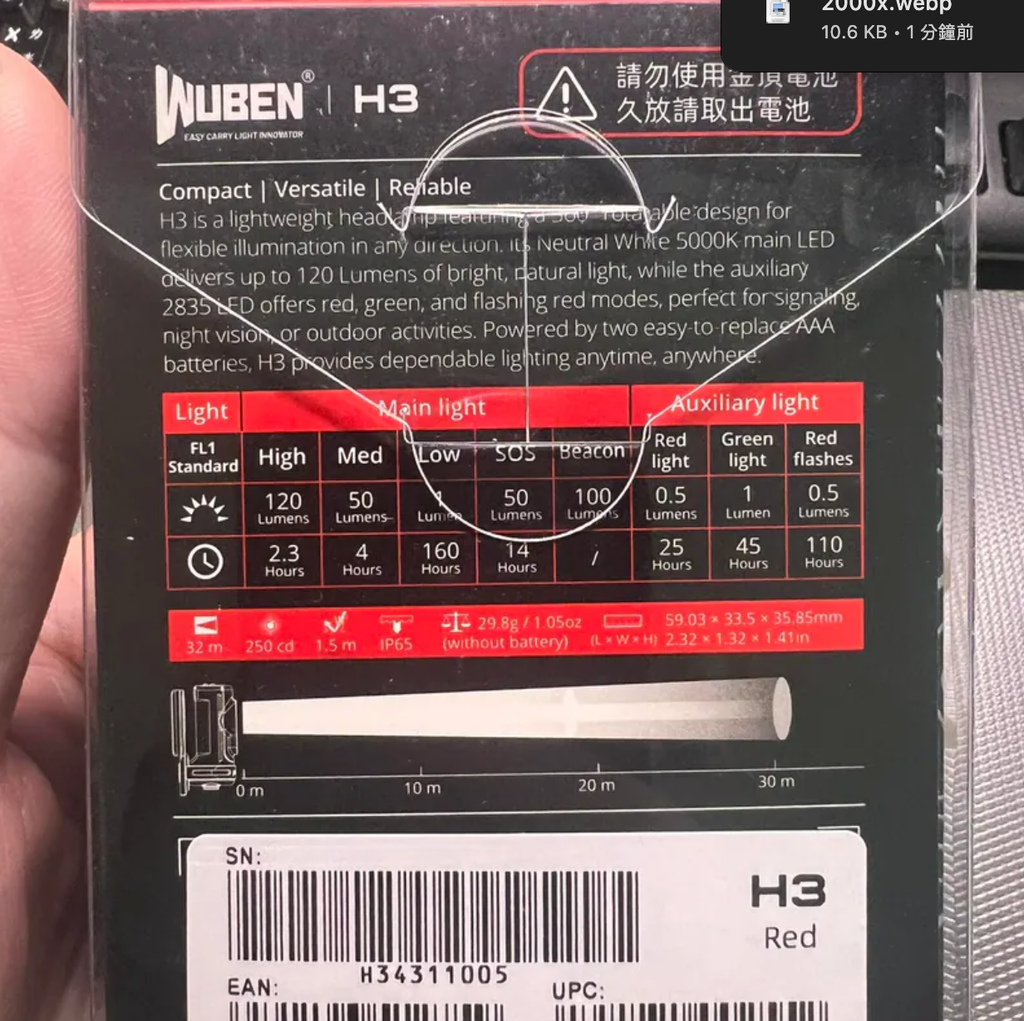 2000x.webp
10.6 KB • 1 分鐘前
WUBEN® | H3
EASY CARRY LIGHT INNOVATOR
請勿使用金頂電池
久放請取出電池
Compact | Versatile | Reliable
H3 is a lightweight headlamp featuring a 360° rotatable design for
flexible illumination in any direction. Its Neutral White 5000K main LED
delivers up to 120 Lumens of bright, natural light, while the auxiliary
2835 LED offers red, green, and flashing red modes, perfect for signaling,
night vision, or outdoor activities. Powered by two easy-to-replace AAA
batteries, H3 provides dependable lighting anytime, anywhere.
Light Main light Auxiliary light
FL1 Standard High Med Low SOS Beacon Red light Green light Red flashes
120 Lumens 50 Lumens 1 Lumen 50 Lumens 100 Lumens 0.5 Lumens 1 Lumen 0.5 Lumens
2.3 Hours 4 Hours 160 Hours 14 Hours / 25 Hours 45 Hours 110 Hours
32 m 250 cd 1.5 m IP65 29.8g / 1.05oz (without battery) (L × W × H) 59.03 × 33.5 × 35.85mm 2.32 × 1.32 × 1.41in
0 m 10 m 20 m 30 m
SN:
H3
Red
H34311005
EAN: UPC: